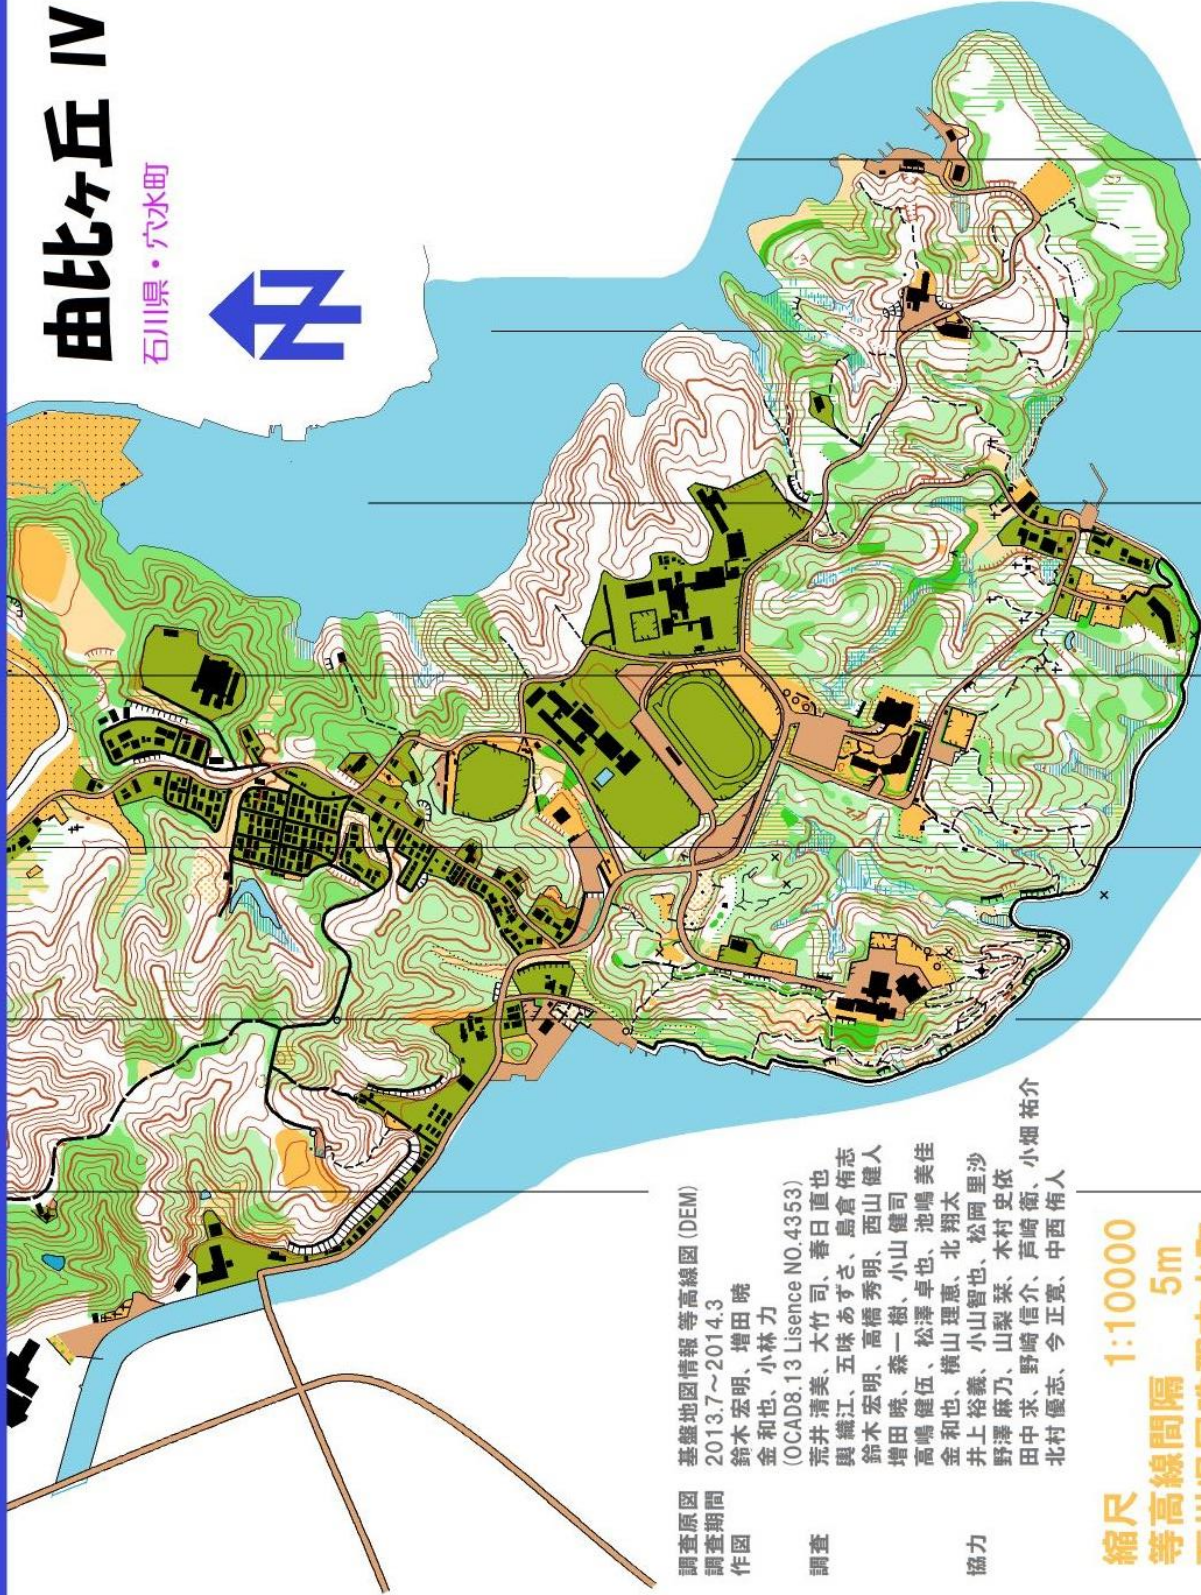 由比ケ丘 IV
石川県・穴水町
調査原図 基盤地図情報 等高線図(DEM)
調査期間 2013.7~2014.3
作図 鈴木 宏明、増田 暁
金 和也、小林 力
(OCAD8.13 Lisence NO.4353)
調査 荒井 清美、大竹 司、春日 直也
興 織江、五味 あずさ、島倉 侑志
鈴木 宏明、高橋 秀明、西山 健人
増田 暁、森 一樹、小山 健司
高嶋 健伍、松澤 卓也、池嶋 美佳
金 和也、横山 理恵、北 翔太
協力 井上 裕義、小山 智也、松岡 里沙
野澤 麻乃、山梨 栞、木村 史依
田中 求、野崎 信介、芦崎 衛、小畑 祐介
北村 優志、今 正寛、中西 侑人
縮尺 1:10000
等高線間隔 5m